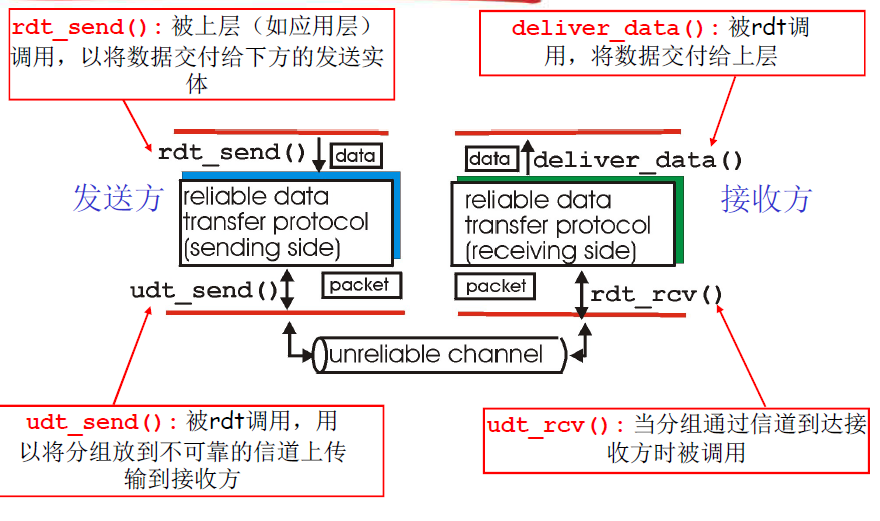 rdt_send(): 被上层（如应用层）
调用，以将数据交付给下方的发送实
体
deliver_data(): 被rdt调
用，将数据交付给上层
rdt_send()
data
data
deliver_data()
发送方
reliable data
transfer protocol
(sending side)
reliable data
transfer protocol
(receiving side)
接收方
udt_send()
packet
packet
rdt_rcv()
unreliable channel
udt_send(): 被rdt调用，用
以将分组放到不可靠的信道上传
输到接收方
udt_rcv(): 当分组通过信道到达接
收方时被调用